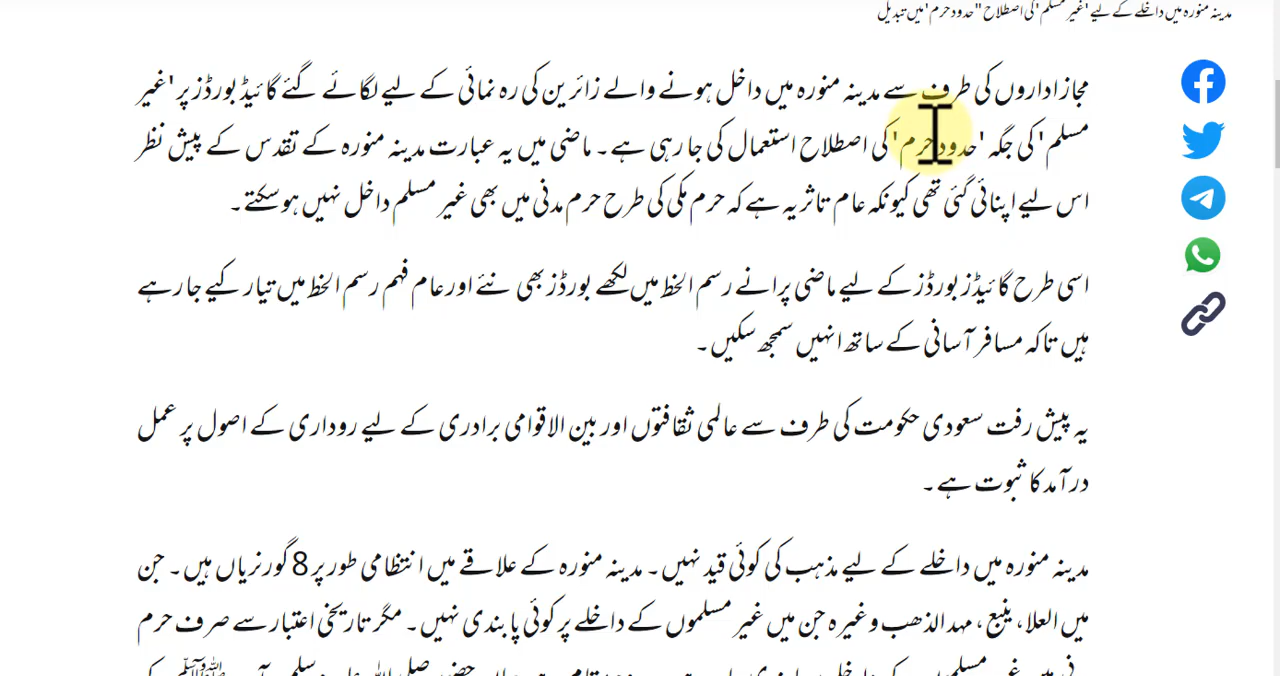 مدینہ منورہ میں داخلے کے لیے 'غیر مسلم' کی اصطلاح "حدود حرم' میں تبدیل
مجاز اداروں کی طرف سے مدینہ منورہ میں داخل ہونے والے زائرین کی رہ نمائی کے لیے لگائے گئے گائیڈ بورڈز پر 'غیر
مسلم' کی جگہ 'حدود حرم' کی اصطلاح استعمال کی جا رہی ہے۔ ماضی میں یہ عبارت مدینہ منورہ کے تقدس کے پیش نظر
اس لیے اپنائی گئی تھی کیونکہ عام تاثر یہ ہے کہ حرم مکی کی طرح حرم مدنی میں بھی غیر مسلم داخل نہیں ہو سکتے۔
اسی طرح گائیڈز بورڈز کے لیے ماضی پرانے رسم الخظ میں لکھے بورڈز بھی نئے اور عام فہم رسم الخظ میں تیار کیے جا رہے
ہیں تاکہ مسافر آسانی کے ساتھ انہیں سمجھ سکیں۔
یہ پیش رفت سعودی حکومت کی طرف سے عالمی ثقافتوں اور بین الاقوامی برادری کے لیے روداری کے اصول پر عمل
درآمد کا ثبوت ہے۔
مدینہ منورہ میں داخلے کے لیے مذہب کی کوئی قید نہیں۔ مدینہ منورہ کے علاقے میں انتظامی طور پر 8 گورنریاں ہیں۔ جن
میں العلا، ینبع، مہد الذھب وغیرہ جن میں غیر مسلموں کے داخلے پر کوئی پابندی نہیں۔ مگر تاریخی اعتبار سے صرف حرم